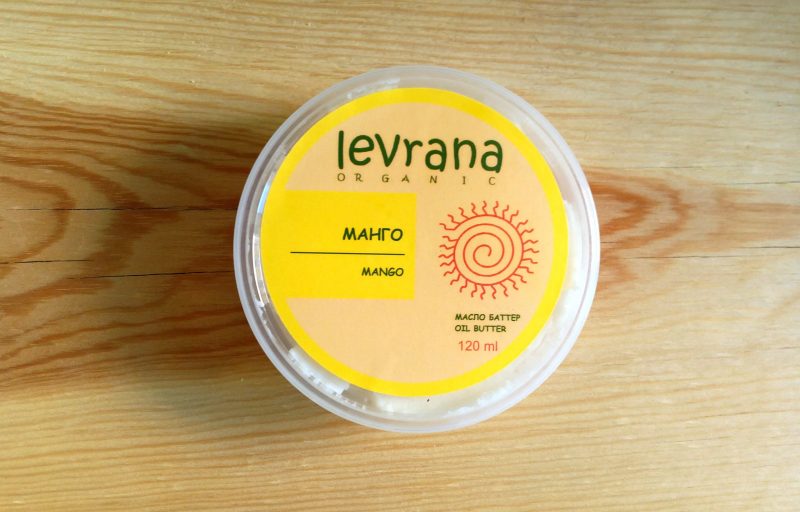 levrana
ORGANIC
МАНГО
MANGO
МАСЛО БАТТЕР
OIL BUTTER
120 ml